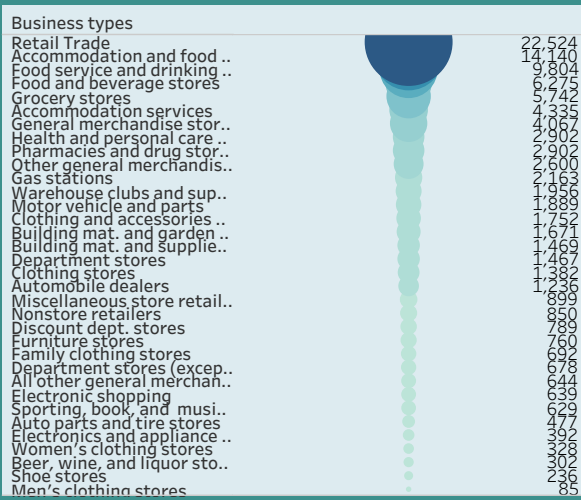 Business types
Retail Trade 22,524
Accommodation and food .. 14,140
Food service and drinking .. 9,804
Food and beverage stores 6,275
Grocery stores 5,742
Accommodation services 4,335
General merchandise stor.. 4,067
Health and personal care .. 2,902
Pharmacies and drug stor.. 2,902
Other general merchandis.. 2,600
Gas stations 2,163
Warehouse clubs and sup.. 1,956
Motor vehicle and parts 1,889
Clothing and accessories .. 1,752
Building mat. and garden .. 1,671
Building mat. and supplie.. 1,469
Department stores 1,467
Clothing stores 1,382
Automobile dealers 1,236
Miscellaneous store retail.. 899
Nonstore retailers 850
Discount dept. stores 789
Furniture stores 760
Family clothing stores 692
Department stores (excep.. 678
All other general merchan.. 644
Electronic shopping 639
Sporting, book, and musi.. 629
Auto parts and tire stores 477
Electronics and appliance .. 392
Women's clothing stores 328
Beer, wine, and liquor sto.. 302
Shoe stores 236
Men's clothing stores 85